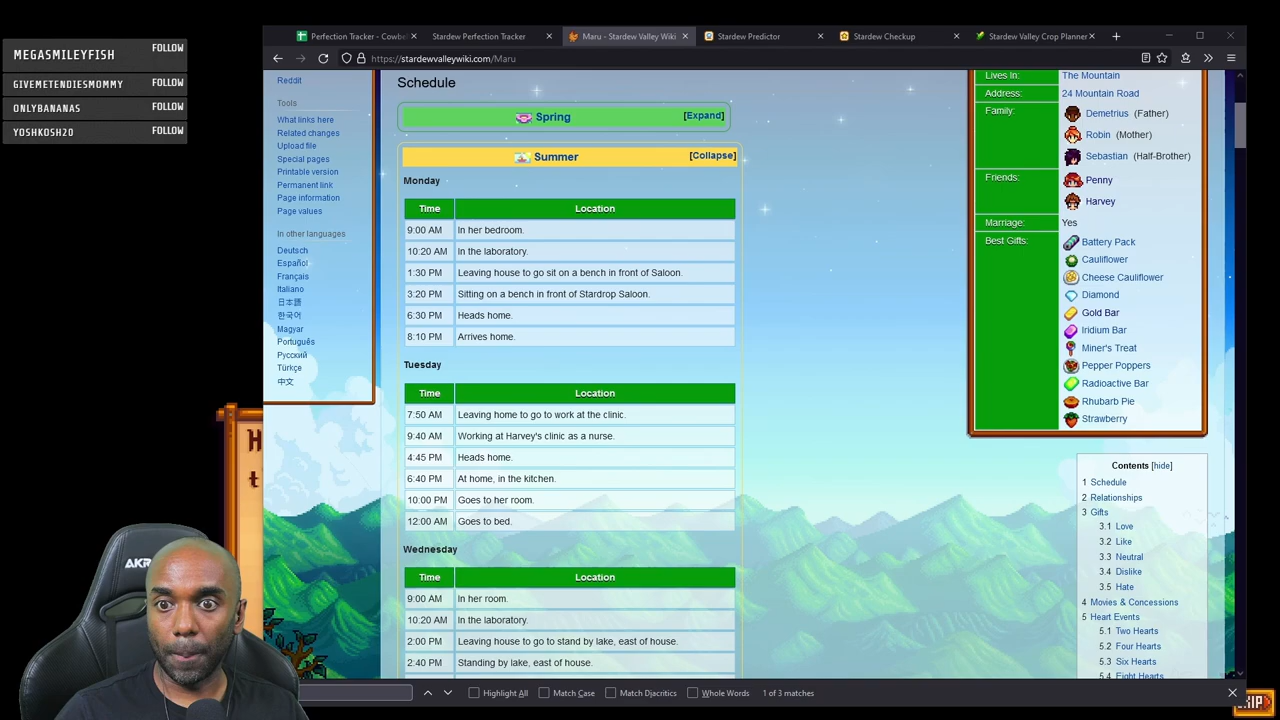 MEGASMILEYFISH FOLLOW
GIVEMETENDIESMOMMY FOLLOW
ONLYBANANAS FOLLOW
YOSHKOSH20 FOLLOW
Perfection Tracker - Cowbe
Stardew Perfection Tracker
Maru - Stardew Valley Wiki
Stardew Predictor
Stardew Checkup
Stardew Valley Crop Planner
https://stardewvalleywiki.com/Maru
Reddit
Tools
What links here
Related changes
Upload file
Special pages
Printable version
Permanent link
Page information
Page values
In other languages
Deutsch
Español
Français
Italiano
日本語
한국어
Magyar
Português
Русский
Türkçe
中文
Schedule
Spring [Expand]
Summer [Collapse]
Monday
Time Location
9:00 AM In her bedroom.
10:20 AM In the laboratory.
1:30 PM Leaving house to go sit on a bench in front of Saloon.
3:20 PM Sitting on a bench in front of Stardrop Saloon.
6:30 PM Heads home.
8:10 PM Arrives home.
Tuesday
Time Location
7:50 AM Leaving home to go to work at the clinic.
9:40 AM Working at Harvey's clinic as a nurse.
4:45 PM Heads home.
6:40 PM At home, in the kitchen.
10:00 PM Goes to her room.
12:00 AM Goes to bed.
Wednesday
Time Location
9:00 AM In her room.
10:20 AM In the laboratory.
2:00 PM Leaving house to go to stand by lake, east of house.
2:40 PM Standing by lake, east of house.
Lives In: The Mountain
Address: 24 Mountain Road
Family: Demetrius (Father)
Robin (Mother)
Sebastian (Half-Brother)
Friends: Penny
Harvey
Marriage: Yes
Best Gifts: Battery Pack
Cauliflower
Cheese Cauliflower
Diamond
Gold Bar
Iridium Bar
Miner's Treat
Pepper Poppers
Radioactive Bar
Rhubarb Pie
Strawberry
Contents [hide]
1 Schedule
2 Relationships
3 Gifts
3.1 Love
3.2 Like
3.3 Neutral
3.4 Dislike
3.5 Hate
4 Movies & Concessions
5 Heart Events
5.1 Two Hearts
5.2 Four Hearts
5.3 Six Hearts
5.4 Eight Hearts
Highlight All Match Case Match Diacritics Whole Words 1 of 3 matches
AKR